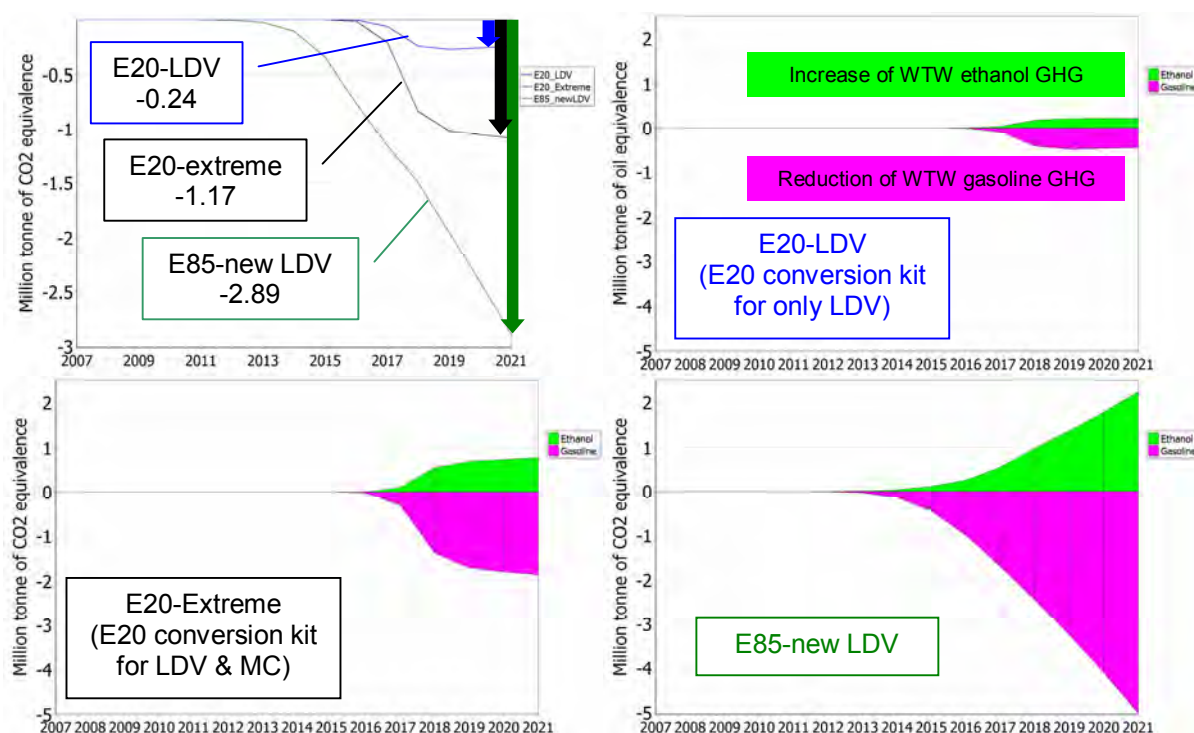 Million tonne of CO2 equivalence
-0.5
-1
-1.5
-2
-2.5
-3
2007 2009 2011 2013 2015 2017 2019 2021
E20-LDV
-0.24
E20-extreme
-1.17
E85-new LDV
-2.89
E20_LDV
E20_Extreme
E85_newLDV
Million tonne of oil equivalence
2
1
0
-1
-2
-3
-4
-5
2007 2008 2009 2010 2011 2012 2013 2014 2015 2016 2017 2018 2019 2020 2021
Increase of WTW ethanol GHG
Reduction of WTW gasoline GHG
E20-LDV
(E20 conversion kit
for only LDV)
Ethanol
Gasoline
Million tonne of CO2 equivalence
2
1
0
-1
-2
-3
-4
-5
2007 2008 2009 2010 2011 2012 2013 2014 2015 2016 2017 2018 2019 2020 2021
E20-Extreme
(E20 conversion kit
for LDV & MC)
Ethanol
Gasoline
Million tonne of CO2 equivalence
2
1
0
-1
-2
-3
-4
-5
2007 2008 2009 2010 2011 2012 2013 2014 2015 2016 2017 2018 2019 2020 2021
E85-new LDV
Ethanol
Gasoline